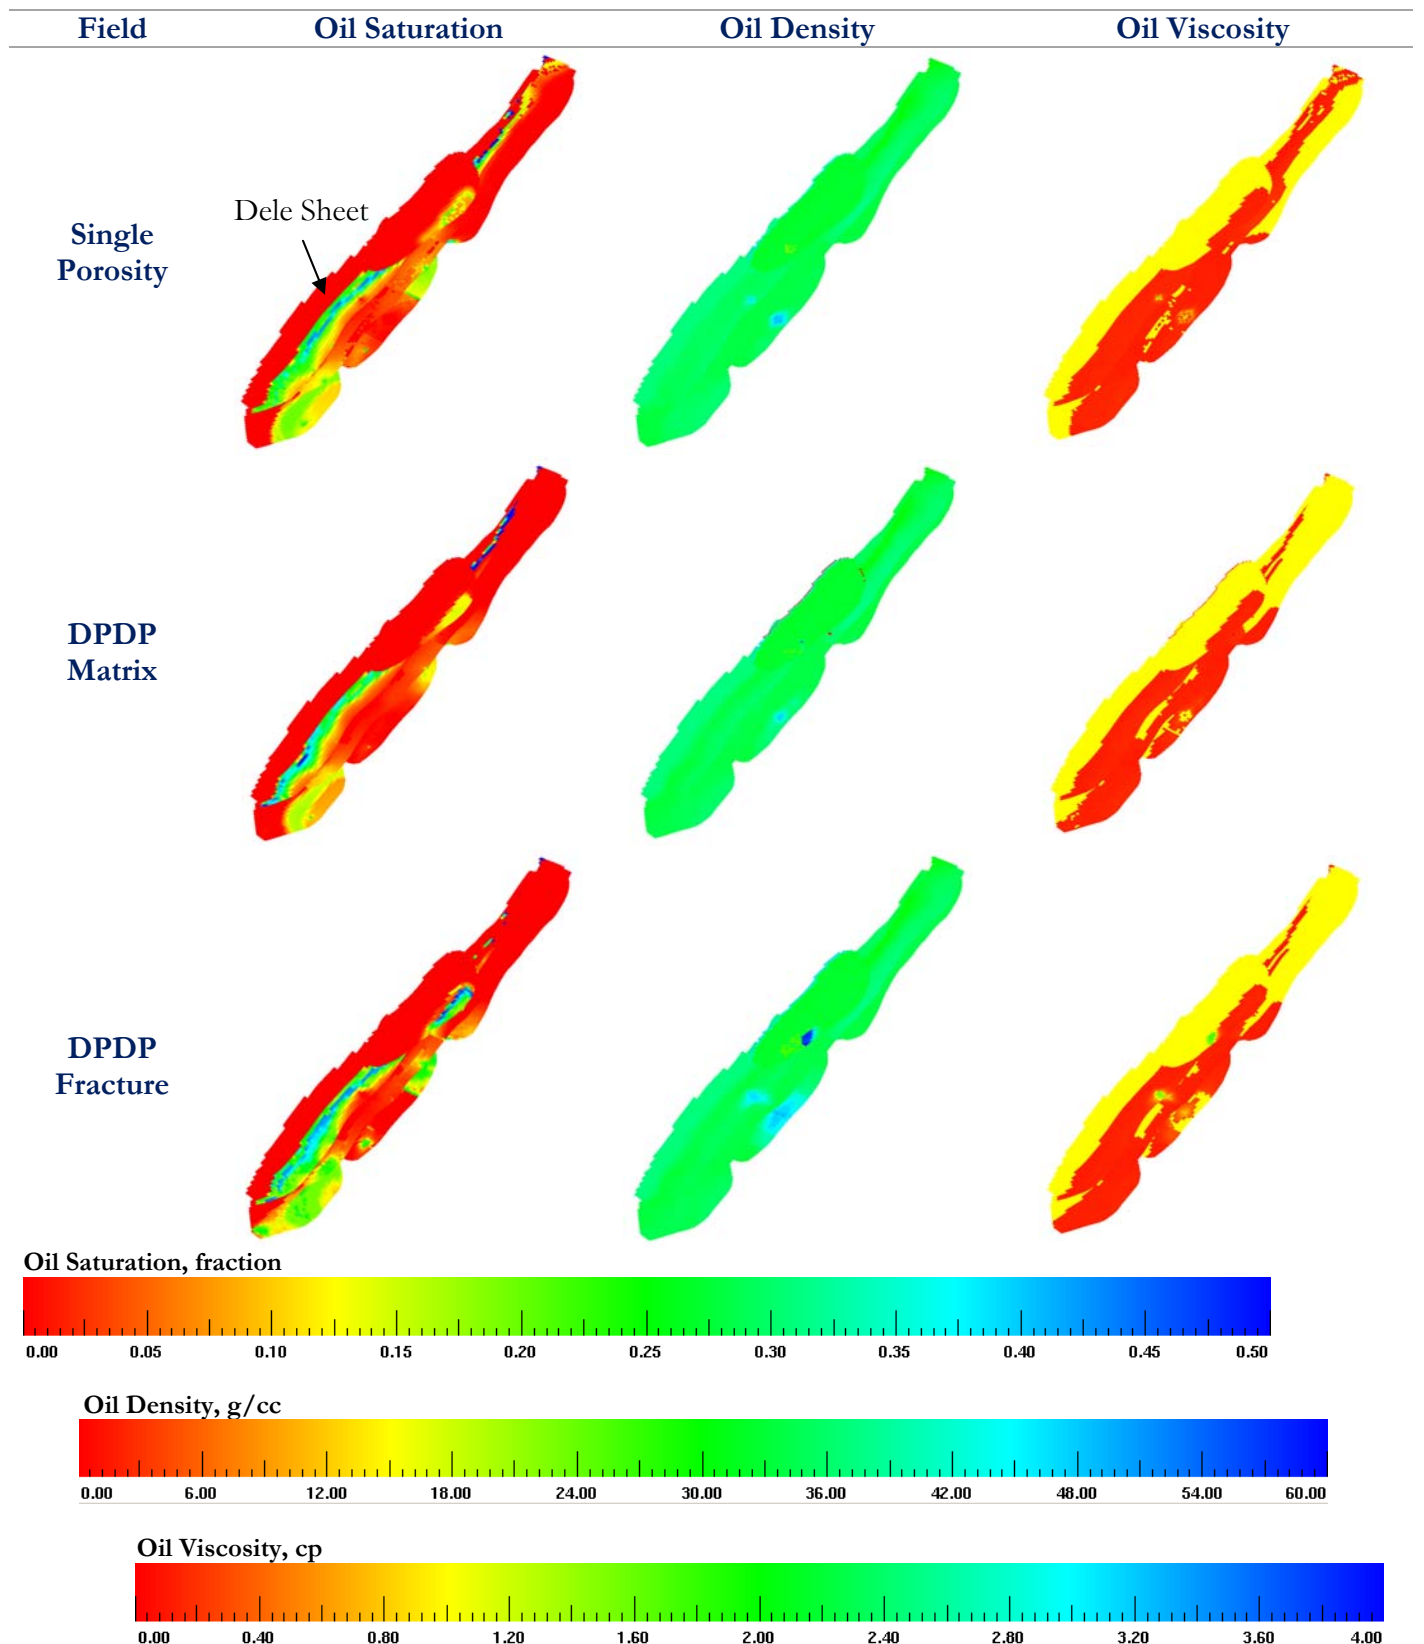 Field Oil Saturation Oil Density Oil Viscosity
Dele Sheet
Single
Porosity
DPDP
Matrix
DPDP
Fracture
Oil Saturation, fraction
0.00 0.05 0.10 0.15 0.20 0.25 0.30 0.35 0.40 0.45 0.50
Oil Density, g/cc
0.00 6.00 12.00 18.00 24.00 30.00 36.00 42.00 48.00 54.00 60.00
Oil Viscosity, cp
0.00 0.40 0.80 1.20 1.60 2.00 2.40 2.80 3.20 3.60 4.00